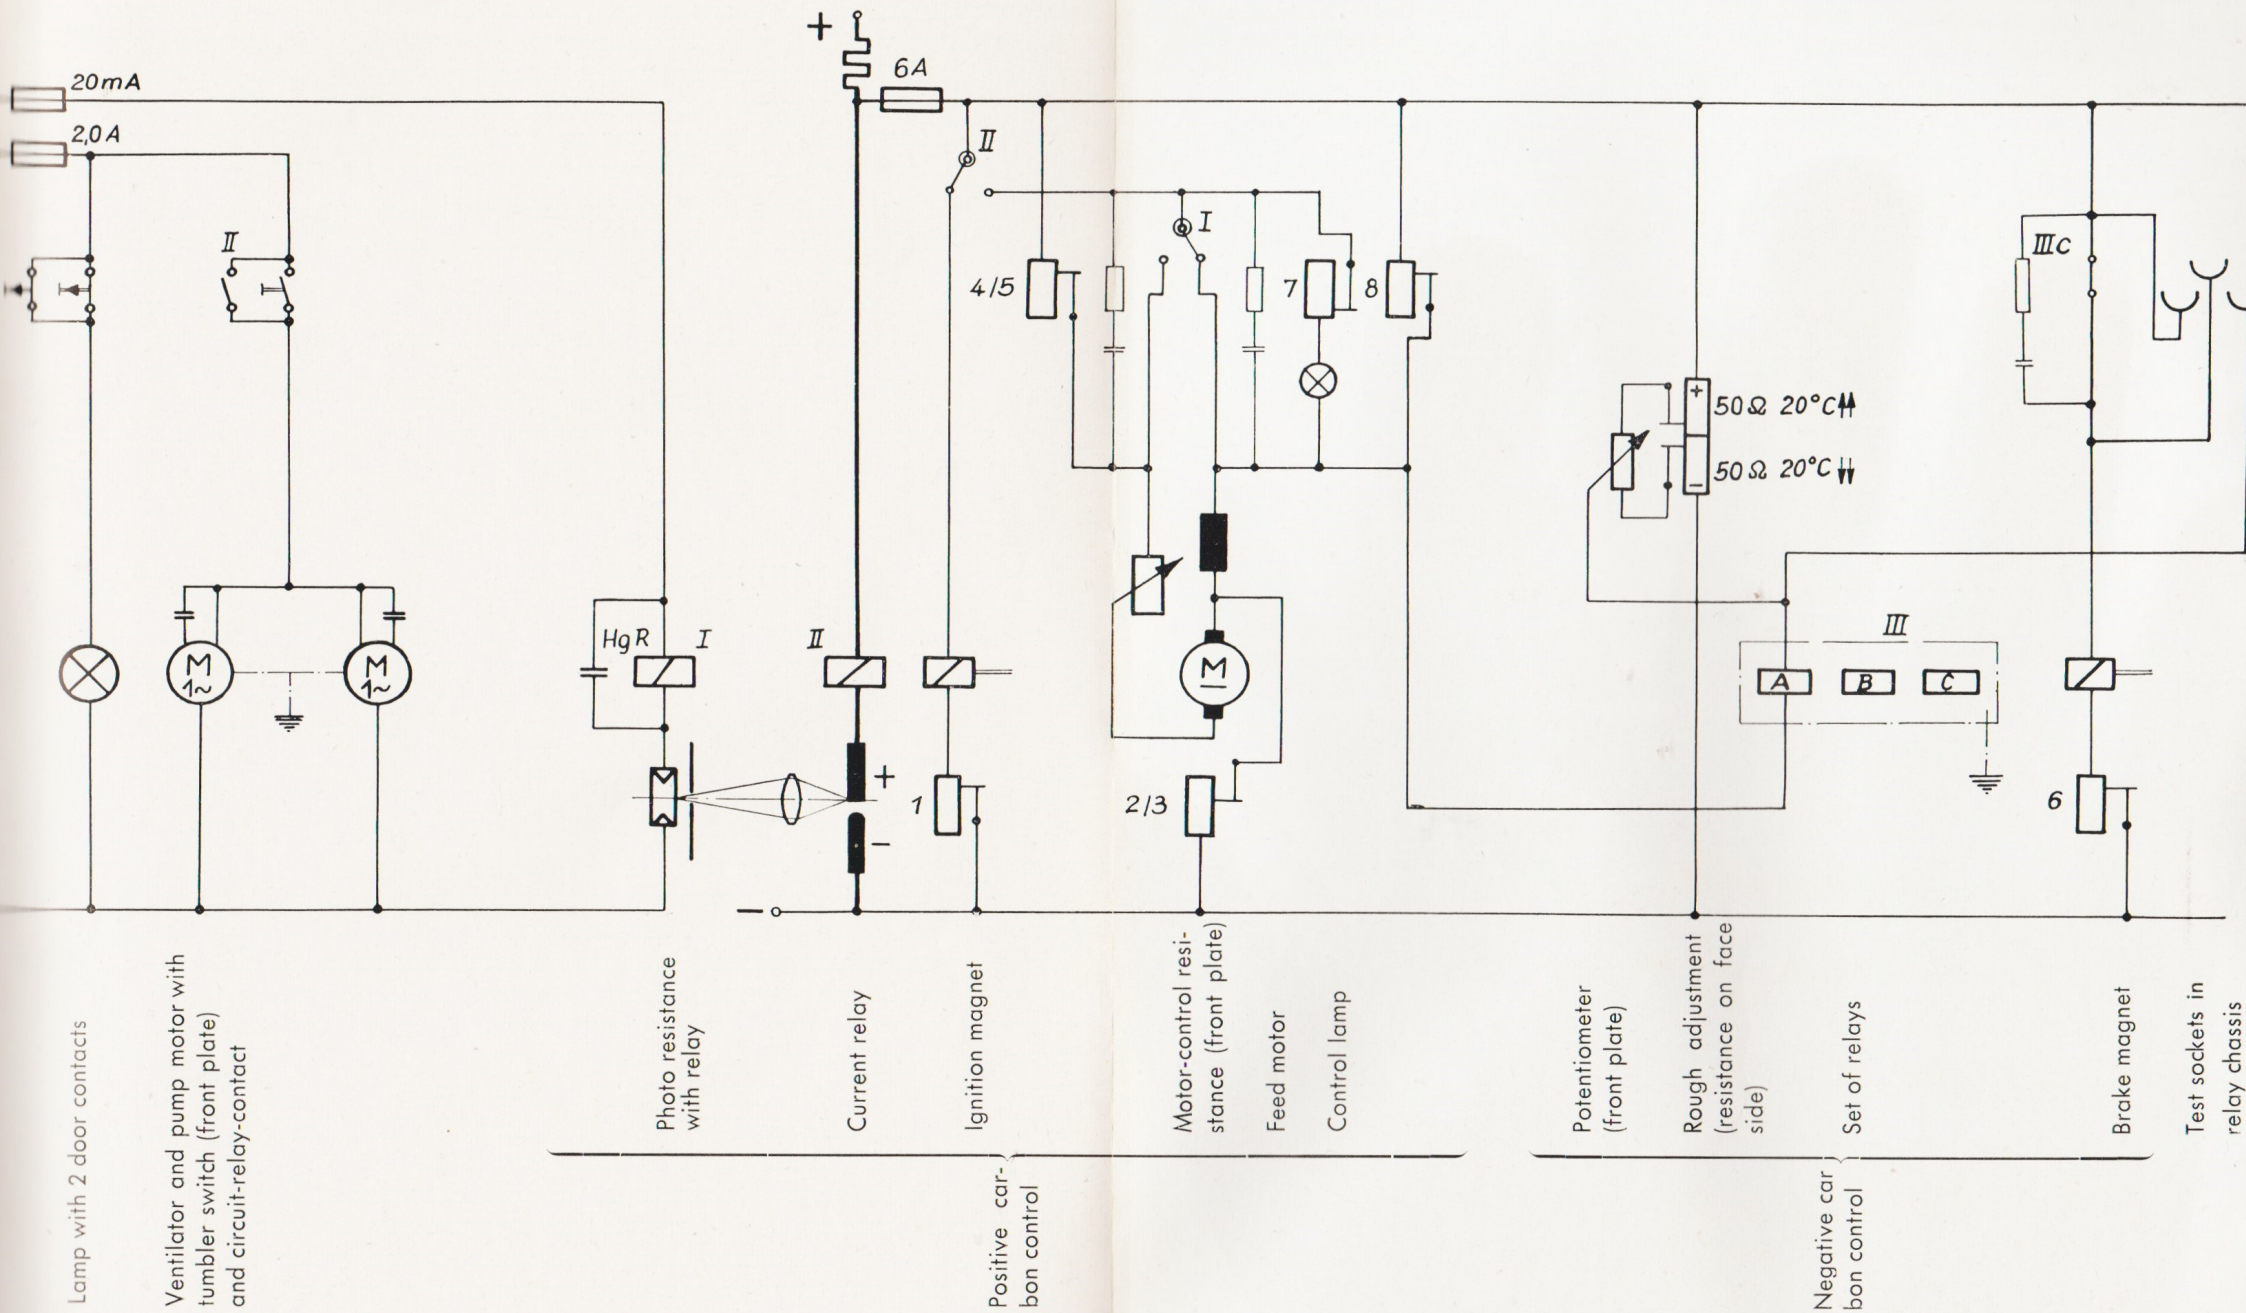 20mA
2,0A
+
6A
II
II
I
4/5
7
8
IIIC
+
50Ω 20°C
50Ω 20°C
−
HgR
I
II
M
1~
M
1~
M
III
A
B
C
+
−
1
2/3
6
−
Lamp with 2 door contacts
Ventilator and pump motor with
tumbler switch (front plate)
and circuit-relay-contact
Photo resistance
with relay
Current relay
Ignition magnet
Motor-control resi-
stance (front plate)
Feed motor
Control lamp
Potentiometer
(front plate)
Rough adjustment
(resistance on face
side)
Set of relays
Brake magnet
Test sockets in
relay chassis
Positive car-
bon control
Negative car
bon control